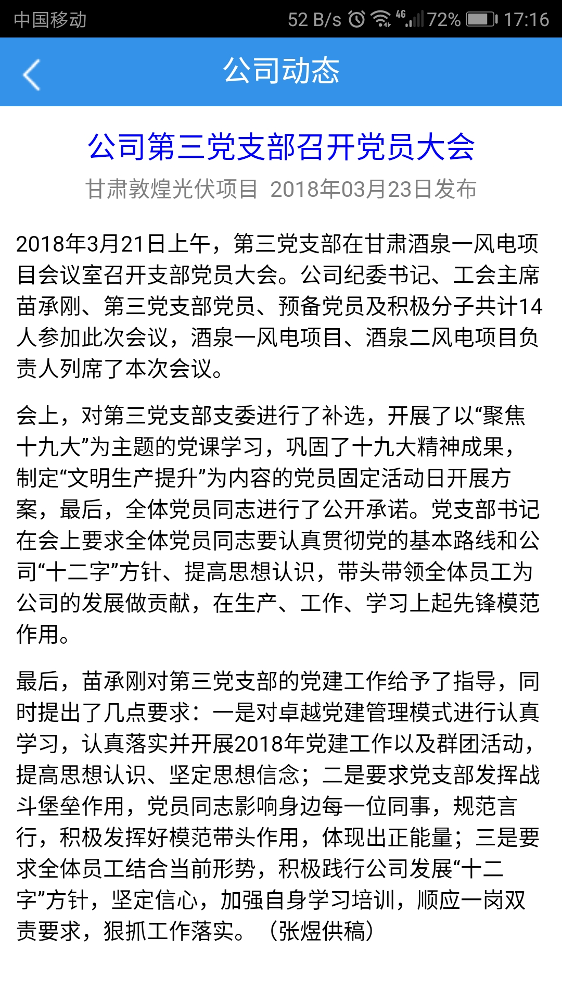 中国移动 52 B/s 4G 72% 17:16
公司动态
公司第三党支部召开党员大会
甘肃敦煌光伏项目 2018年03月23日发布
2018年3月21日上午，第三党支部在甘肃酒泉一风电项
目会议室召开支部党员大会。公司纪委书记、工会主席
苗承刚、第三党支部党员、预备党员及积极分子共计14
人参加此次会议，酒泉一风电项目、酒泉二风电项目负
责人列席了本次会议。
会上，对第三党支部支委进行了补选，开展了以“聚焦
十九大”为主题的党课学习，巩固了十九大精神成果，
制定“文明生产提升”为内容的党员固定活动日开展方
案，最后，全体党员同志进行了公开承诺。党支部书记
在会上要求全体党员同志要认真贯彻党的基本路线和公
司“十二字”方针、提高思想认识，带头带领全体员工为
公司的发展做贡献，在生产、工作、学习上起先锋模范
作用。
最后，苗承刚对第三党支部的党建工作给予了指导，同
时提出了几点要求：一是对卓越党建管理模式进行认真
学习，认真落实并开展2018年党建工作以及群团活动，
提高思想认识、坚定思想信念；二是要求党支部发挥战
斗堡垒作用，党员同志影响身边每一位同事，规范言
行，积极发挥好模范带头作用，体现出正能量；三是要
求全体员工结合当前形势，积极践行公司发展“十二
字”方针，坚定信心，加强自身学习培训，顺应一岗双
责要求，狠抓工作落实。（张煜供稿）